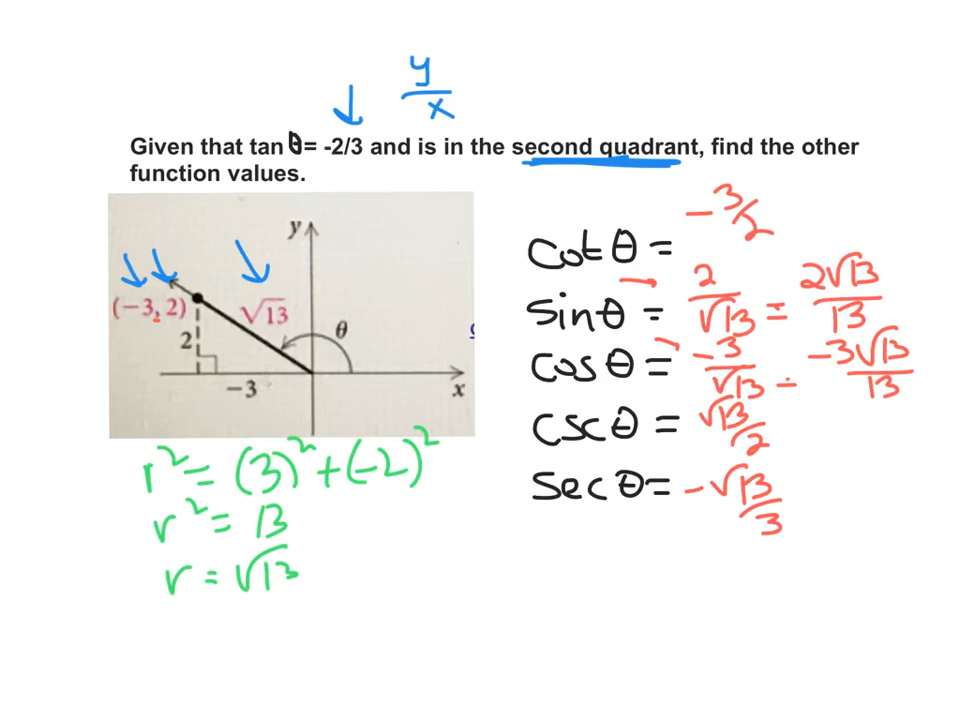 y/x
Given that tan θ= -2/3 and is in the second quadrant, find the other
function values.
y
(−3, 2)
√13
θ
2
−3
x
r² = (3)² + (-2)²
r² = 13
r = √13
cot θ = -3/2
sin θ = 2/√13 = 2√13/13
cos θ = -3/√13 = -3√13/13
csc θ = √13/2
sec θ = -√13/3